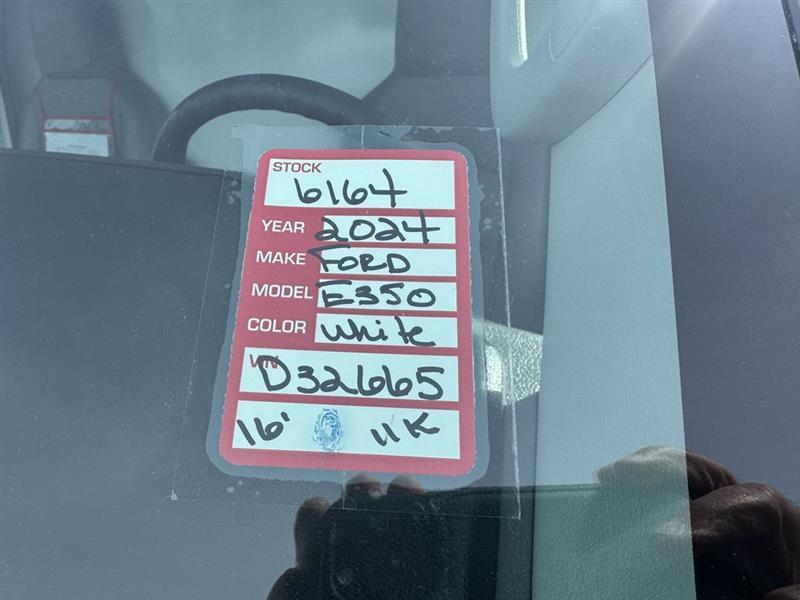 STOCK
6164
YEAR 2024
MAKE FORD
MODEL E350
COLOR White
VIN D32665
16' 11K